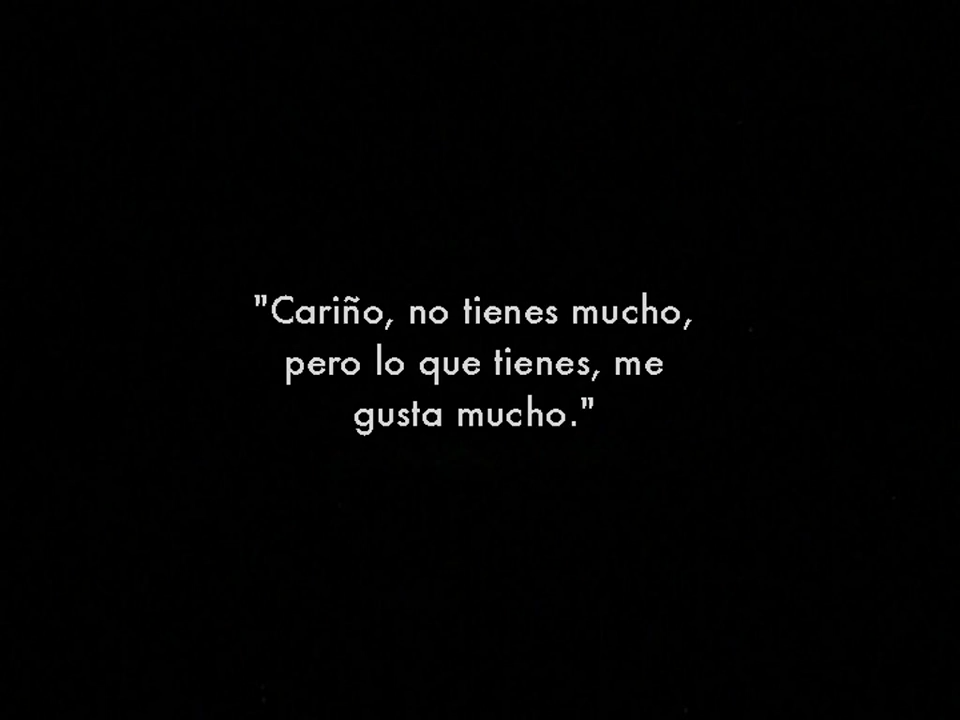 "Cariño, no tienes mucho,
pero lo que tienes, me
gusta mucho."